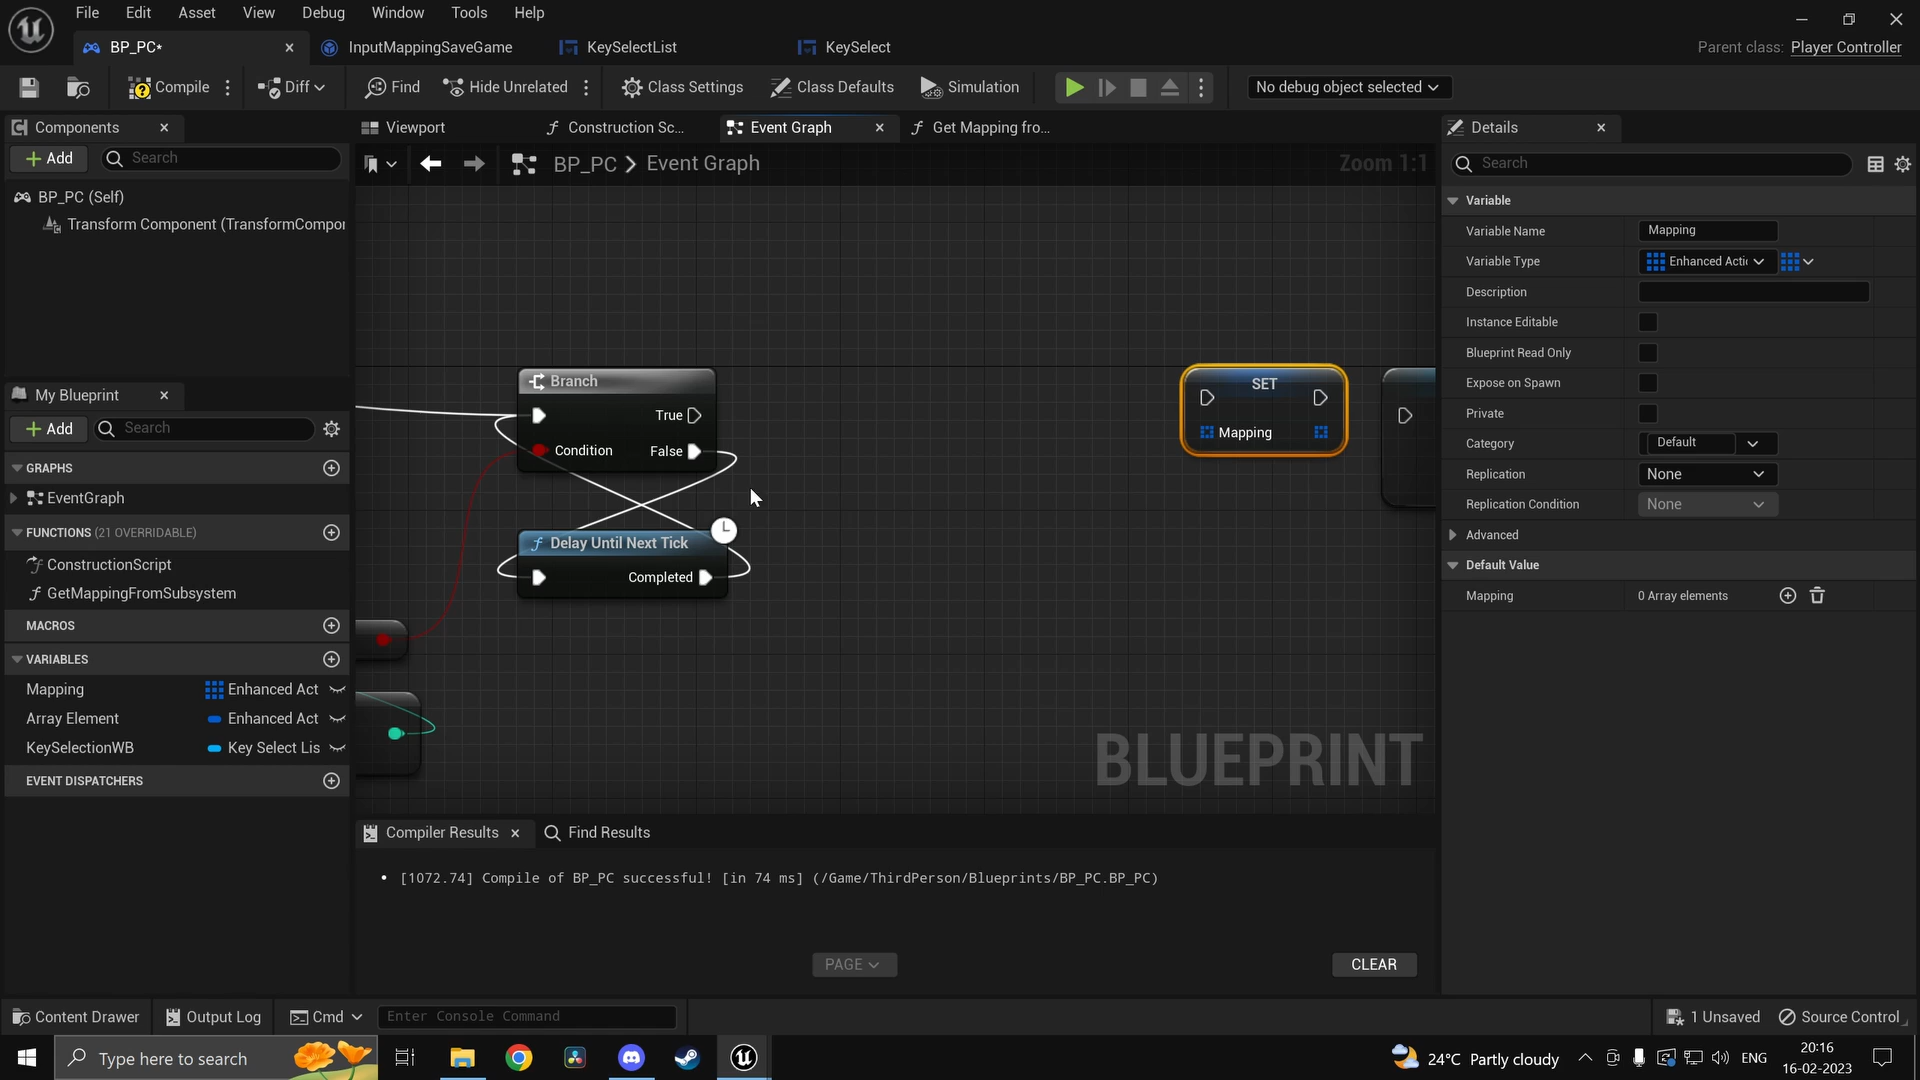 File Edit Asset View Debug Window Tools Help
BP_PC* InputMappingSaveGame KeySelectList KeySelect
Parent class: Player Controller
Compile Diff Find Hide Unrelated Class Settings Class Defaults Simulation No debug object selected
Components
Viewport Construction Sc... Event Graph Get Mapping fro...
Details
Add Search
BP_PC > Event Graph Zoom 1:1
Search
BP_PC (Self)
Transform Component (TransformCompor
Variable
Variable Name Mapping
Variable Type Enhanced Actic
Description
Instance Editable
Blueprint Read Only
Expose on Spawn
Private
Category Default
Replication None
Replication Condition None
Advanced
Default Value
Mapping 0 Array elements
Branch
True
Condition False
SET
Mapping
Delay Until Next Tick
Completed
BLUEPRINT
My Blueprint
Add Search
GRAPHS
EventGraph
FUNCTIONS (21 OVERRIDABLE)
ConstructionScript
GetMappingFromSubsystem
MACROS
VARIABLES
Mapping Enhanced Act
Array Element Enhanced Act
KeySelectionWB Key Select Lis
EVENT DISPATCHERS
Compiler Results Find Results
• [1072.74] Compile of BP_PC successful! [in 74 ms] (/Game/ThirdPerson/Blueprints/BP_PC.BP_PC)
PAGE CLEAR
Content Drawer Output Log Cmd Enter Console Command 1 Unsaved Source Control
Type here to search 24°C Partly cloudy ENG 20:16
16-02-2023